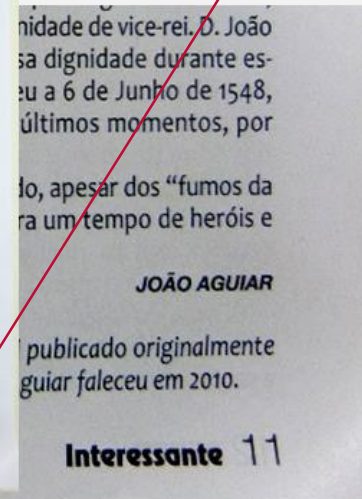 nidade de vice-rei. D. João
sa dignidade durante es-
eu a 6 de Junho de 1548,
últimos momentos, por
do, apesar dos “fumos da
ra um tempo de heróis e
JOÃO AGUIAR
publicado originalmente
guiar faleceu em 2010.
Interessante 11